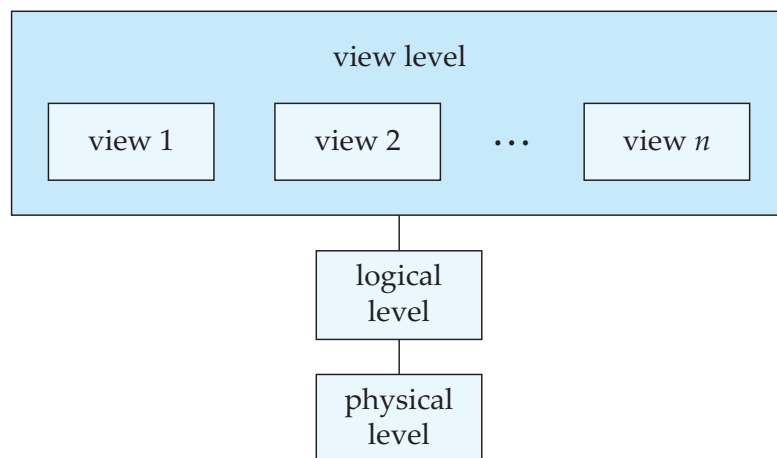 view level
view 1 view 2 ... view n
logical
level
physical
level